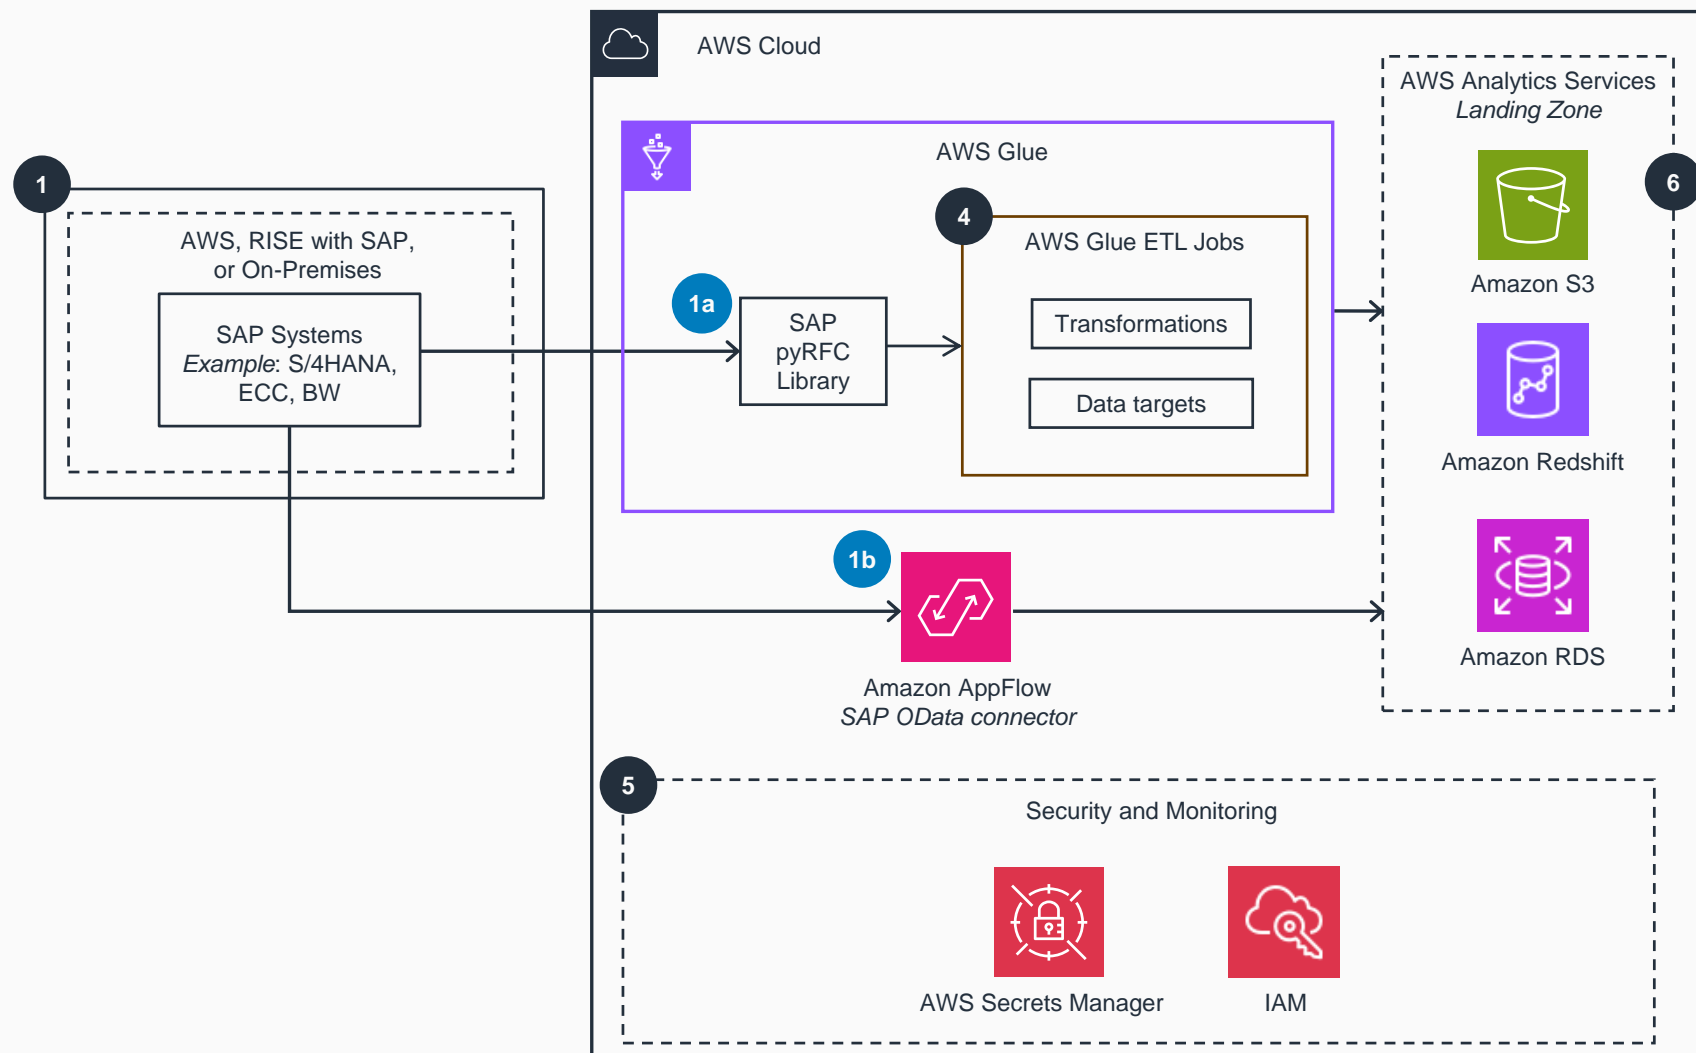 AWS Cloud
AWS Analytics Services
Landing Zone
AWS Glue
1
6
4
AWS, RISE with SAP,
or On-Premises
AWS Glue ETL Jobs
Amazon S3
1a
SAP Systems
Example: S/4HANA,
ECC, BW
SAP
pyRFC
Library
Transformations
Data targets
Amazon Redshift
1b
Amazon RDS
Amazon AppFlow
SAP OData connector
5
Security and Monitoring
AWS Secrets Manager
IAM